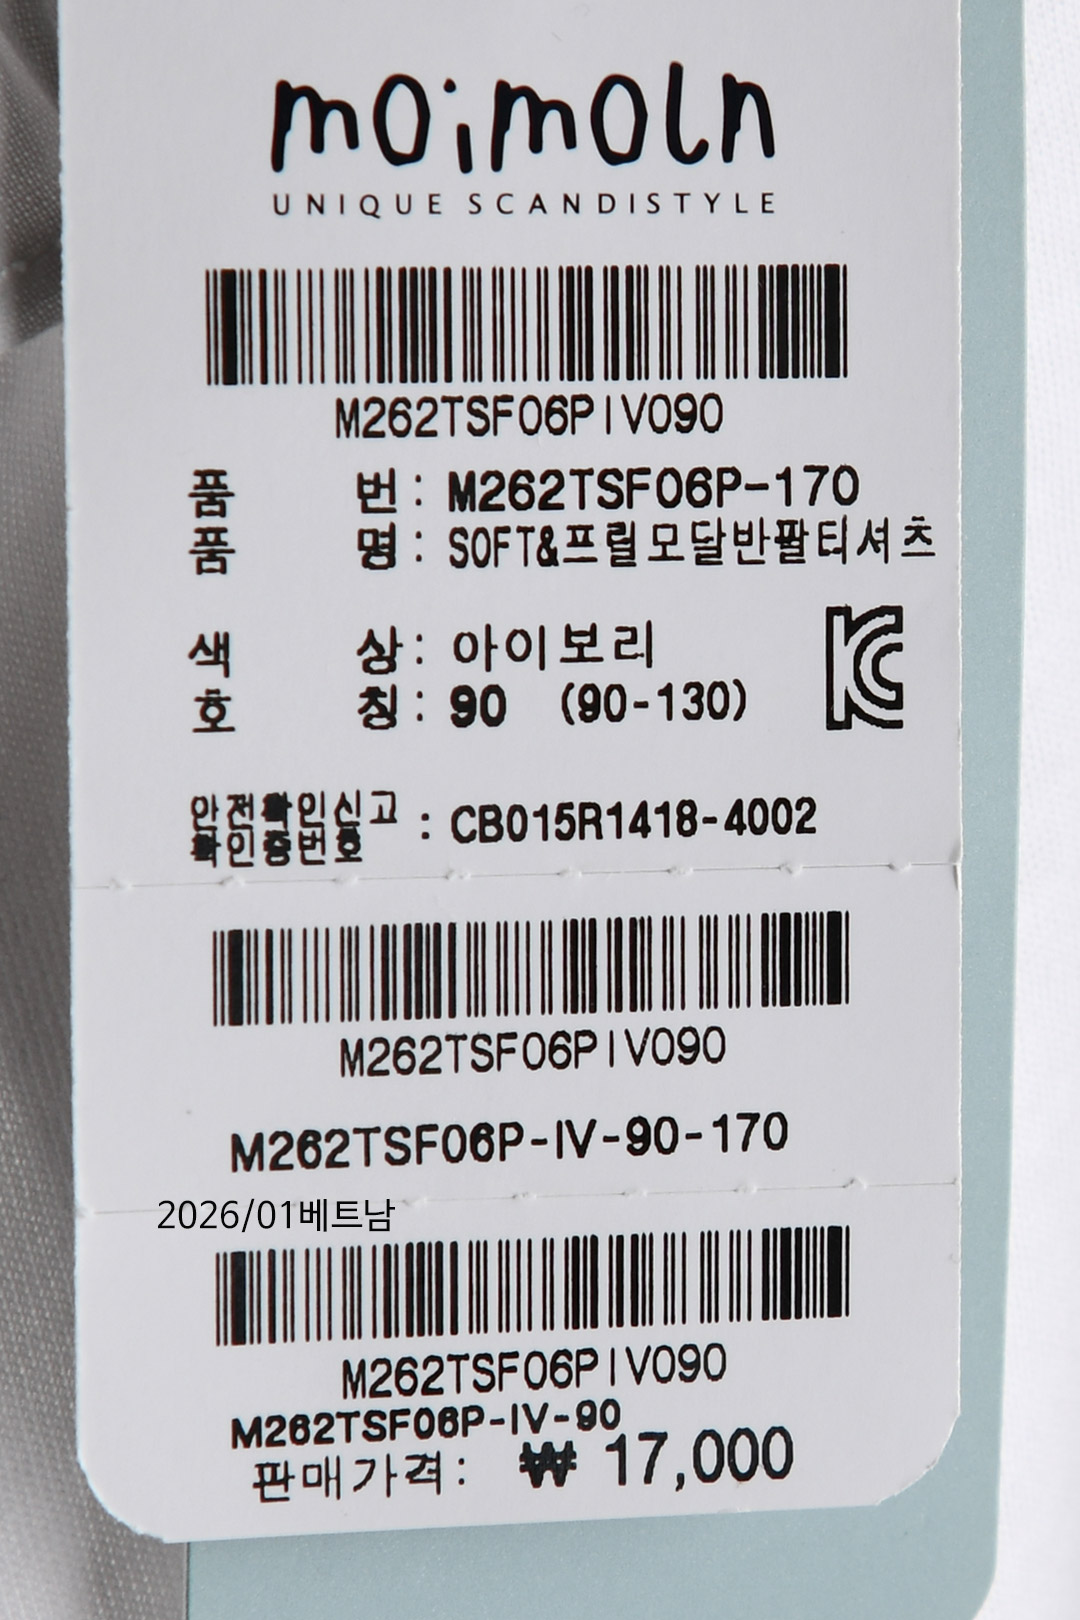 moimoln
UNIQUE SCANDISTYLE
M262TSF06PIV090
품 번 : M262TSF06P-170
품 명 : SOFT&프릴모달반팔티셔츠
색 상 : 아이보리
호 칭 : 90 (90-130)
KC
안전확인신고
확인증번호 : CB015R1418-4002
M262TSF06PIV090
M262TSF06P-IV-90-170
2026/01베트남
M262TSF06PIV090
M262TSF06P-IV-90
판매가격: ₩ 17,000